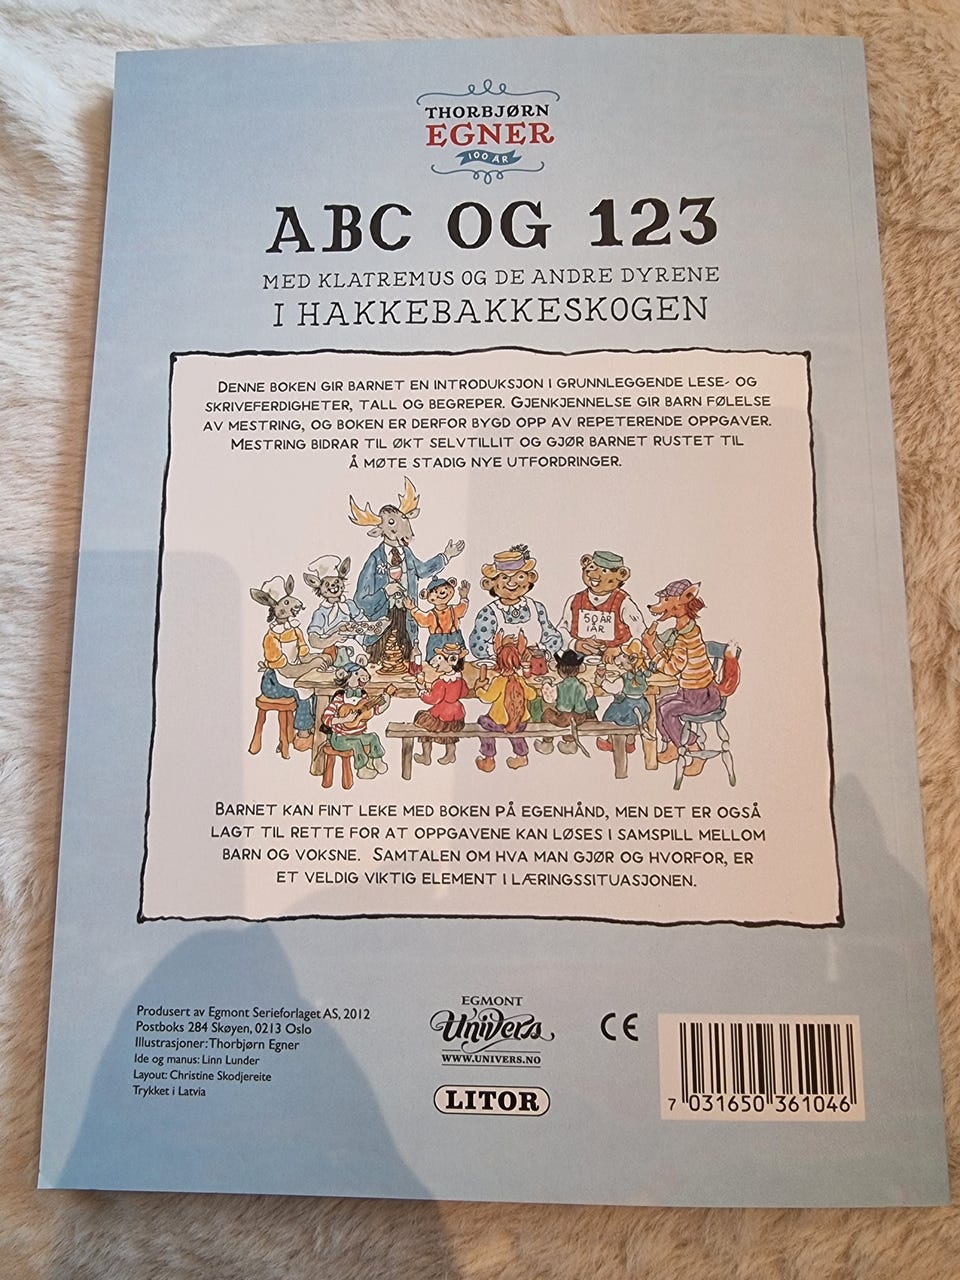 THORBJØRN
EGNER
100 ÅR
ABC OG 123
MED KLATREMUS OG DE ANDRE DYRENE
I HAKKEBAKKESKOGEN
DENNE BOKEN GIR BARNET EN INTRODUKSJON I GRUNNLEGGENDE LESE- OG
SKRIVEFERDIGHETER, TALL OG BEGREPER. GJENKJENNELSE GIR BARN FØLELSE
AV MESTRING, OG BOKEN ER DERFOR BYGD OPP AV REPETERENDE OPPGAVER.
MESTRING BIDRAR TIL ØKT SELVTILLIT OG GJØR BARNET RUSTET TIL
Å MØTE STADIG NYE UTFORDRINGER.
50 ÅR
I ÅR
BARNET KAN FINT LEKE MED BOKEN PÅ EGENHÅND, MEN DET ER OGSÅ
LAGT TIL RETTE FOR AT OPPGAVENE KAN LØSES I SAMSPILL MELLOM
BARN OG VOKSNE. SAMTALEN OM HVA MAN GJØR OG HVORFOR, ER
ET VELDIG VIKTIG ELEMENT I LÆRINGSSITUASJONEN.
Produsert av Egmont Serieforlaget AS, 2012
Postboks 284 Skøyen, 0213 Oslo
Illustrasjoner: Thorbjørn Egner
Ide og manus: Linn Lunder
Layout: Christine Skodjereite
Trykket i Latvia
EGMONT
Univers
WWW.UNIVERS.NO
LITOR
CE
7 031650 361046